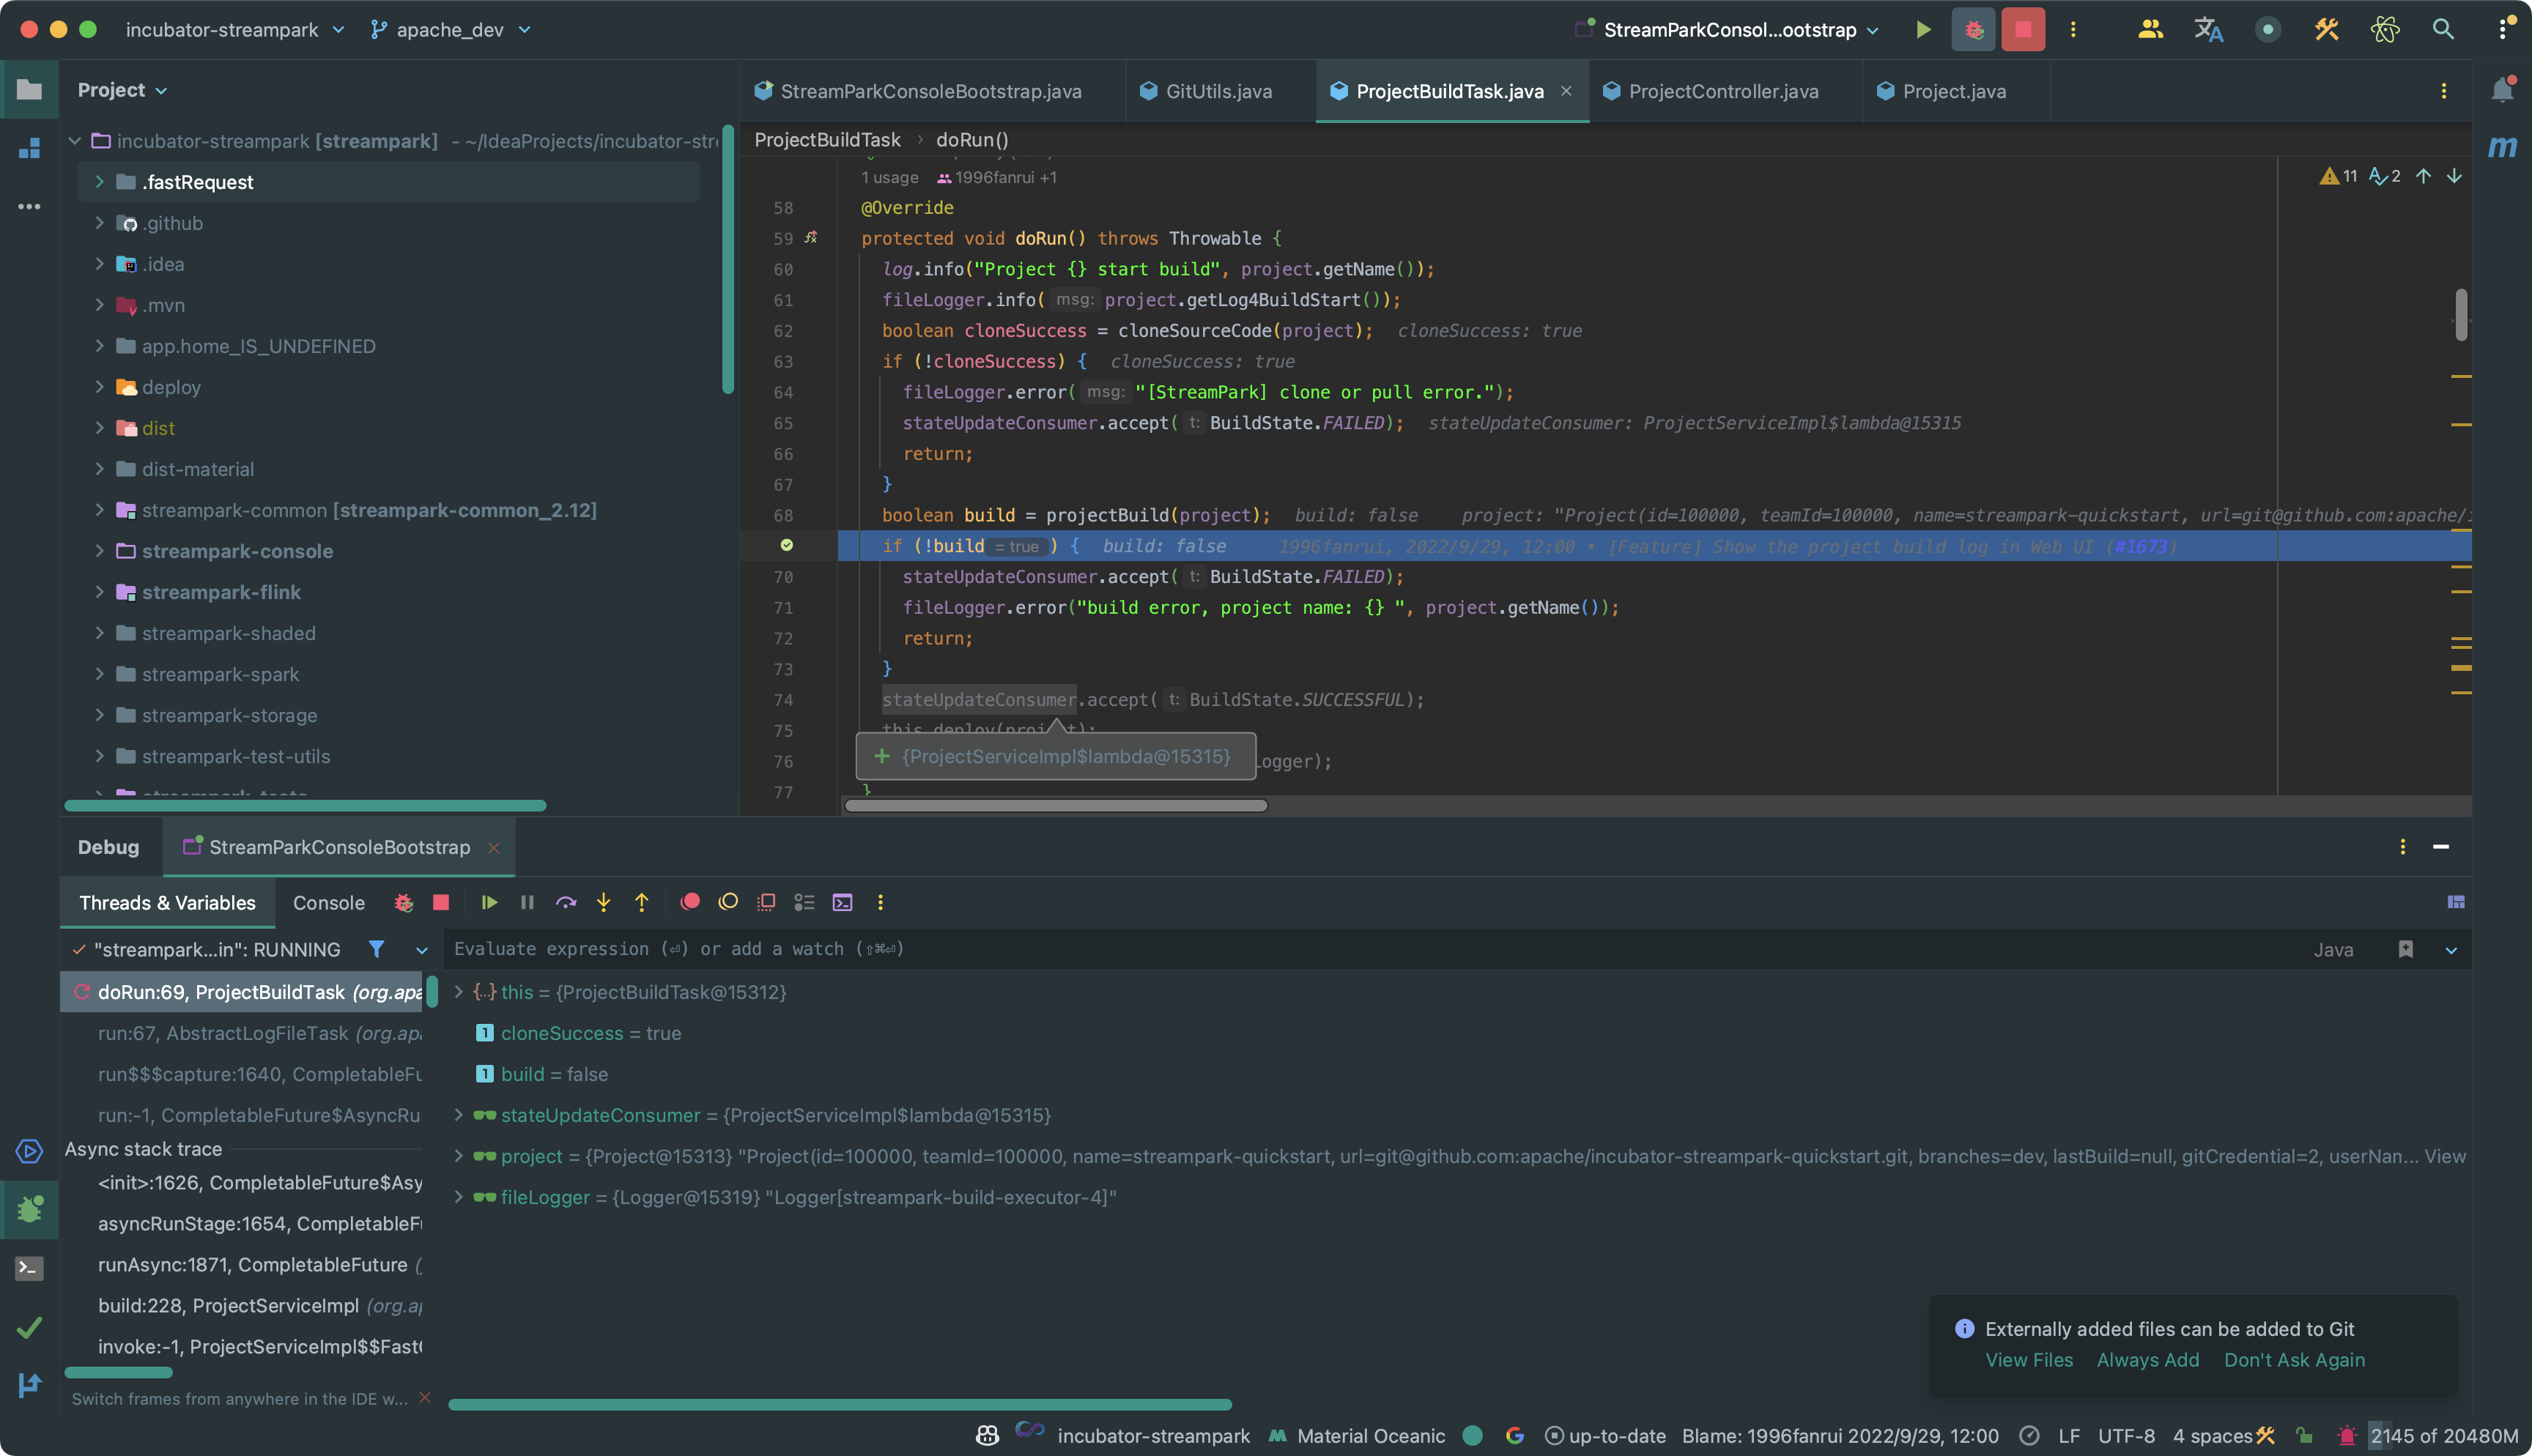 incubator-streampark
apache_dev
StreamParkConsol...ootstrap
Project
StreamParkConsoleBootstrap.java
GitUtils.java
ProjectBuildTask.java
ProjectController.java
Project.java
incubator-streampark [streampark] - ~/IdeaProjects/incubator-str
.fastRequest
.github
.idea
.mvn
app.home_IS_UNDEFINED
deploy
dist
dist-material
streampark-common [streampark-common_2.12]
streampark-console
streampark-flink
streampark-shaded
streampark-spark
streampark-storage
streampark-test-utils
ProjectBuildTask › doRun()
1 usage 1996fanrui +1
11 2
58 @Override
59 protected void doRun() throws Throwable {
60 log.info("Project {} start build", project.getName());
61 fileLogger.info( msg: project.getLog4BuildStart());
62 boolean cloneSuccess = cloneSourceCode(project); cloneSuccess: true
63 if (!cloneSuccess) { cloneSuccess: true
64 fileLogger.error( msg: "[StreamPark] clone or pull error.");
65 stateUpdateConsumer.accept( t: BuildState.FAILED); stateUpdateConsumer: ProjectServiceImpl$lambda@15315
66 return;
67 }
68 boolean build = projectBuild(project); build: false project: "Project(id=100000, teamId=100000, name=streampark-quickstart, url=git@github.com:apache/
if (!build = true ) { build: false 1996fanrui, 2022/9/29, 12:00 • [Feature] Show the project build log in Web UI (#1673)
70 stateUpdateConsumer.accept( t: BuildState.FAILED);
71 fileLogger.error("build error, project name: {} ", project.getName());
72 return;
73 }
74 stateUpdateConsumer.accept( t: BuildState.SUCCESSFUL);
75
{ProjectServiceImpl$lambda@15315}
76 ogger);
77 }
Debug
StreamParkConsoleBootstrap
Threads & Variables
Console
"streampark...in": RUNNING
Evaluate expression (⏎) or add a watch (⇧⌘⏎)
Java
doRun:69, ProjectBuildTask (org.apa
run:67, AbstractLogFileTask (org.apa
run$$$capture:1640, CompletableFu
run:-1, CompletableFuture$AsyncRu
Async stack trace
<init>:1626, CompletableFuture$Asy
asyncRunStage:1654, CompletableF
runAsync:1871, CompletableFuture (
build:228, ProjectServiceImpl (org.ap
invoke:-1, ProjectServiceImpl$$Fast
Switch frames from anywhere in the IDE w...
this = {ProjectBuildTask@15312}
cloneSuccess = true
build = false
stateUpdateConsumer = {ProjectServiceImpl$lambda@15315}
project = {Project@15313} "Project(id=100000, teamId=100000, name=streampark-quickstart, url=git@github.com:apache/incubator-streampark-quickstart.git, branches=dev, lastBuild=null, gitCredential=2, userNan... View
fileLogger = {Logger@15319} "Logger[streampark-build-executor-4]"
Externally added files can be added to Git
View Files Always Add Don't Ask Again
incubator-streampark Material Oceanic up-to-date Blame: 1996fanrui 2022/9/29, 12:00 LF UTF-8 4 spaces 2145 of 20480M